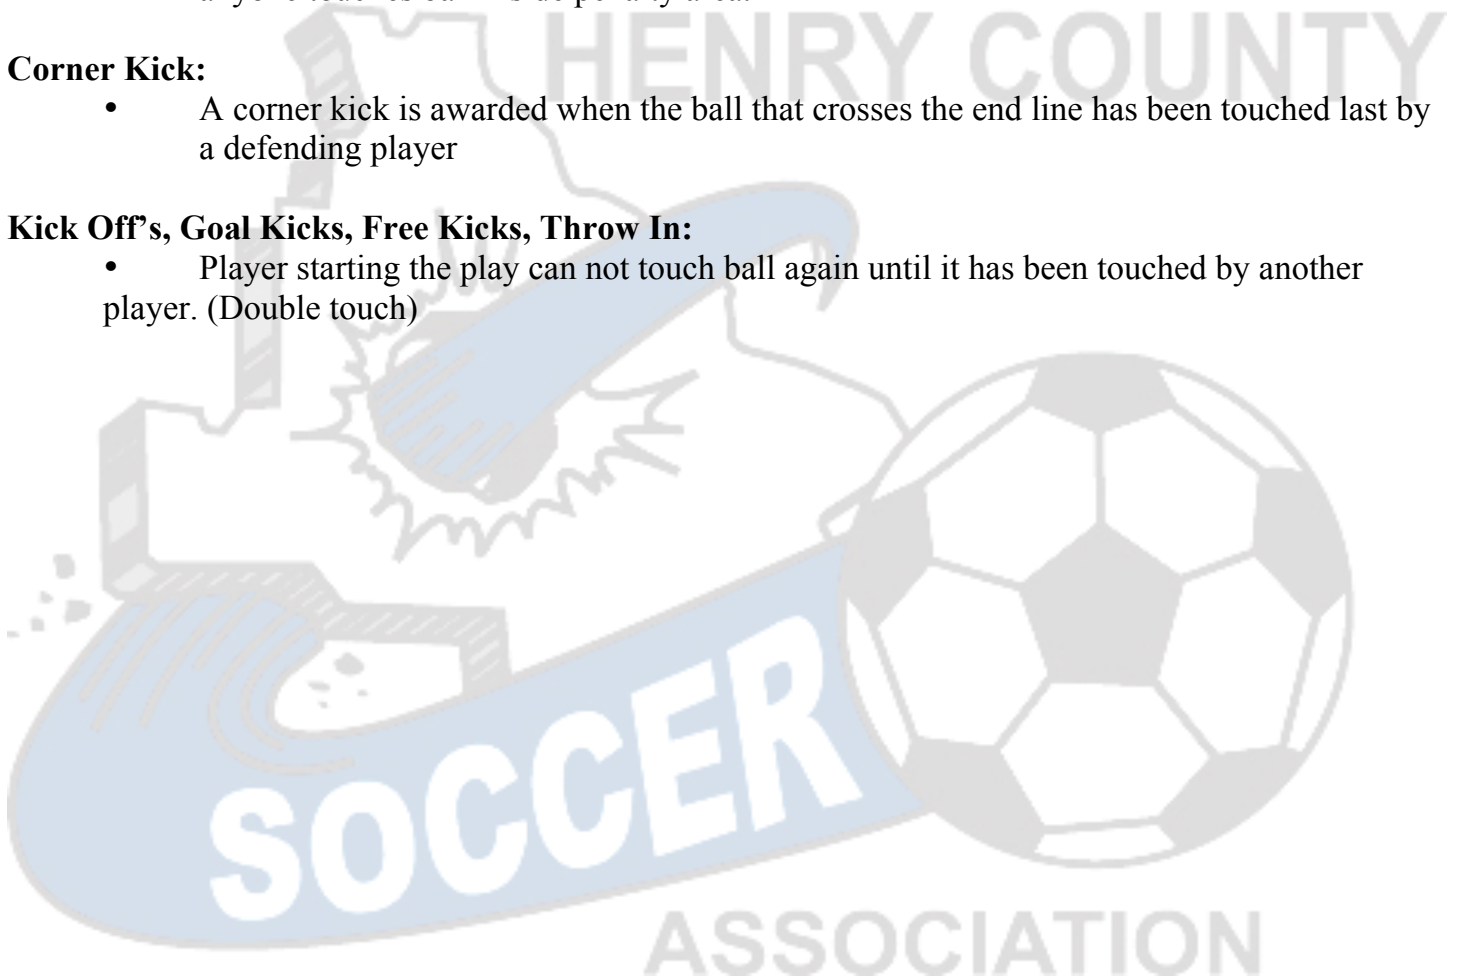 HENRY COUNTY
Corner Kick:
• A corner kick is awarded when the ball that crosses the end line has been touched last by
a defending player
Kick Off's, Goal Kicks, Free Kicks, Throw In:
• Player starting the play can not touch ball again until it has been touched by another
player. (Double touch)
SOCCER
ASSOCIATION